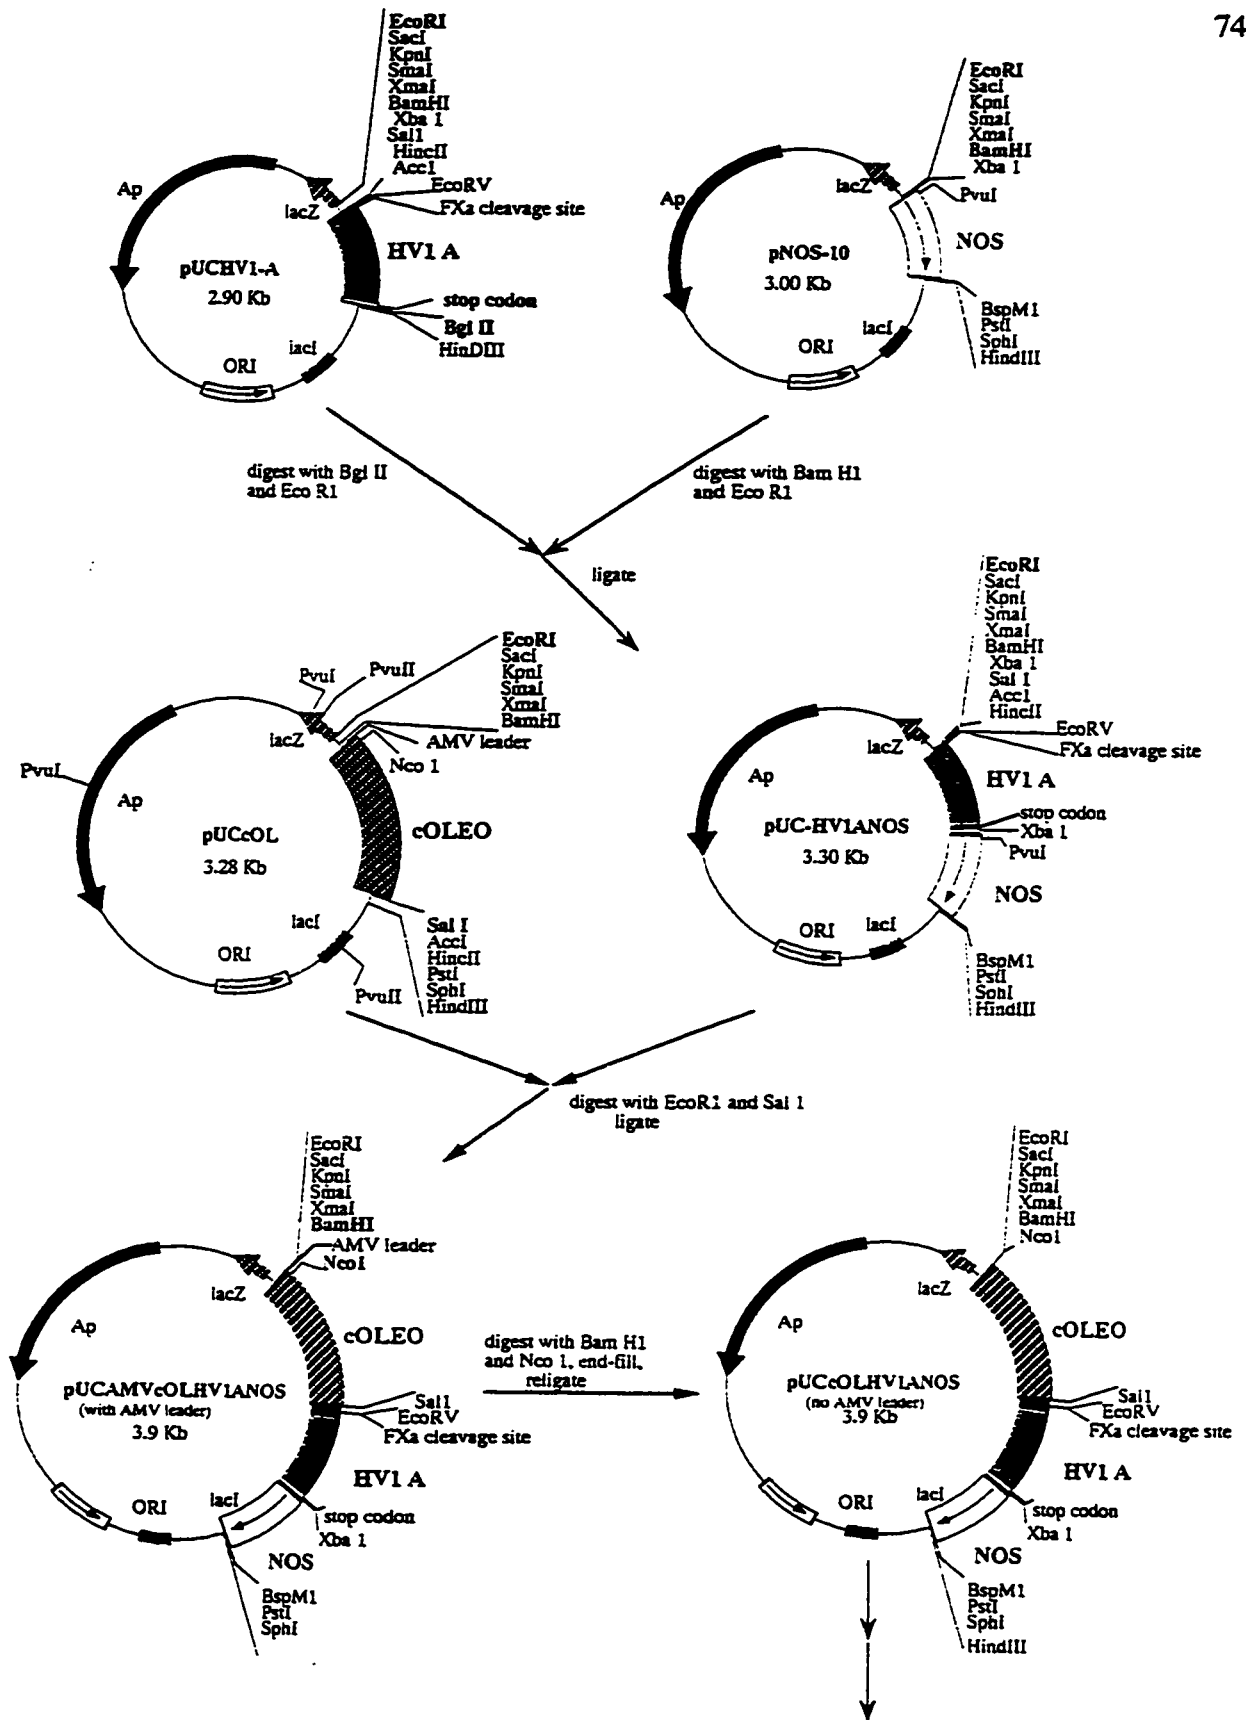 74
EcoRI
SacI
KpnI
SmaI
XmaI
BamHI
Xba 1
Sal1
HincII
AccI
EcoRV
FXa cleavage site
Ap
lacZ
HV1 A
pUCHV1-A
2.90 Kb
stop codon
Bgl II
HinDIII
lacI
ORI
EcoRI
SacI
KpnI
SmaI
XmaI
BamHI
Xba 1
PvuI
Ap
lacZ
NOS
pNOS-10
3.00 Kb
BspM1
PstI
SphI
HindIII
lacI
ORI
digest with Bgl II
and Eco R1
digest with Bam H1
and Eco R1
ligate
PvuI
PvuII
EcoRI
SacI
KpnI
SmaI
XmaI
BamHI
AMV leader
Nco 1
lacZ
PvuI
Ap
cOLEO
pUCcOL
3.28 Kb
lacI
ORI
PvuII
Sal I
AccI
HincII
PstI
SphI
HindIII
EcoRI
SacI
KpnI
SmaI
XmaI
BamHI
Xba 1
Sal I
AccI
HincII
EcoRV
FXa cleavage site
lacZ
Ap
HV1 A
pUC-HV1ANOS
3.30 Kb
stop codon
Xba 1
PvuI
NOS
lacI
ORI
BspM1
PstI
SphI
HindIII
digest with EcoR1 and Sal 1
ligate
EcoRI
SacI
KpnI
SmaI
XmaI
BamHI
AMV leader
NcoI
lacZ
Ap
cOLEO
pUCAMVcOLHV1ANOS
(with AMV leader)
3.9 Kb
Sal1
EcoRV
FXa cleavage site
HV1 A
lacI
ORI
stop codon
Xba 1
NOS
BspM1
PstI
SphI
digest with Bam H1
and Nco 1, end-fill,
religate
EcoRI
SacI
KpnI
SmaI
XmaI
BamHI
Nco1
lacZ
Ap
cOLEO
pUCcOLHV1ANOS
(no AMV leader)
3.9 Kb
Sal1
EcoRV
FXa cleavage site
HV1 A
lacI
ORI
stop codon
Xba 1
NOS
BspM1
PstI
SphI
HindIII